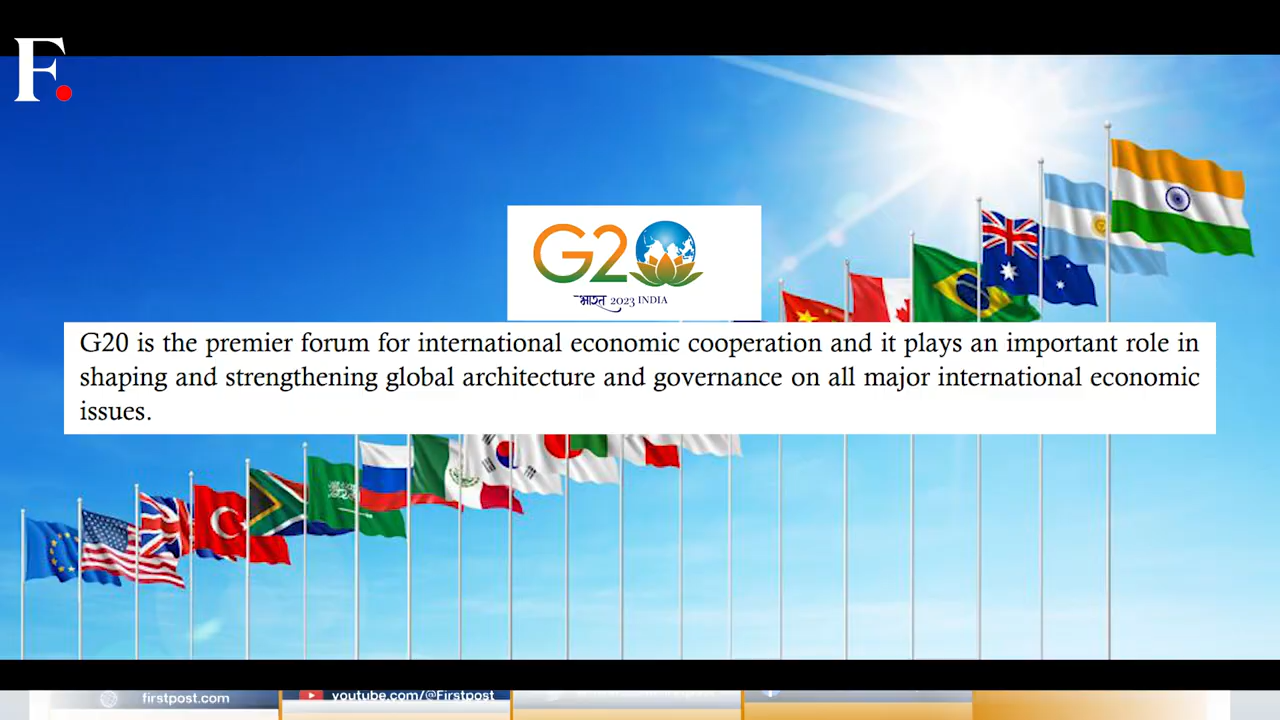 F.
G20
भारत 2023 INDIA
G20 is the premier forum for international economic cooperation and it plays an important role in
shaping and strengthening global architecture and governance on all major international economic
issues.
firstpost.com
youtube.com/@Firstpost